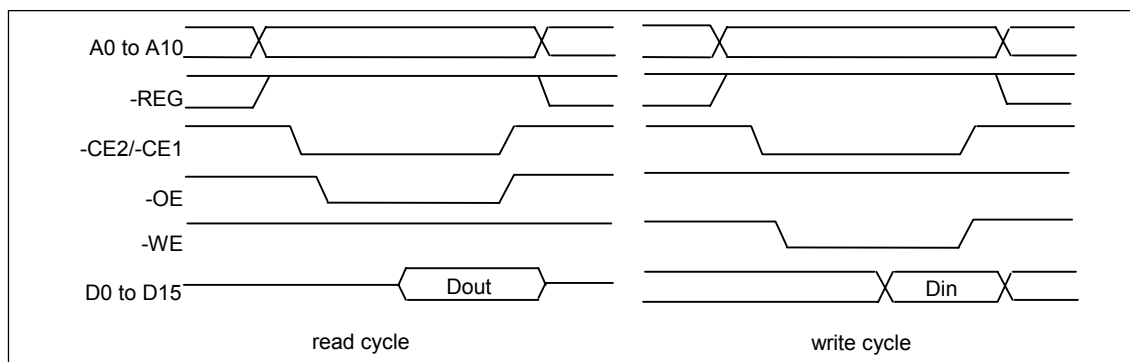 A0 to A10
-REG
-CE2/-CE1
-OE
-WE
D0 to D15
Dout
Din
read cycle
write cycle